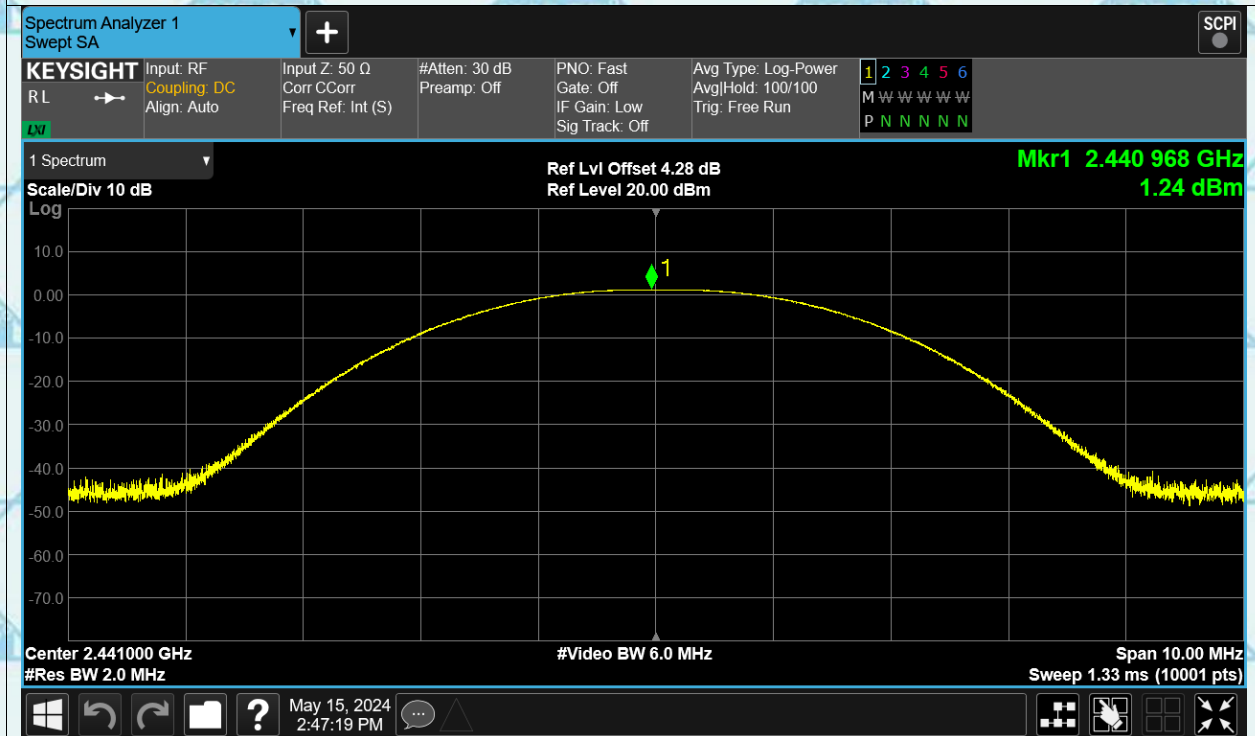 Spectrum Analyzer 1
Swept SA
+
SCPI
KEYSIGHT
RL
LXI
Input: RF
Coupling: DC
Align: Auto
Input Z: 50 Ω
Corr CCorr
Freq Ref: Int (S)
#Atten: 30 dB
Preamp: Off
PNO: Fast
Gate: Off
IF Gain: Low
Sig Track: Off
Avg Type: Log-Power
Avg|Hold: 100/100
Trig: Free Run
1 2 3 4 5 6
M W W W W W
P N N N N N
1 Spectrum
Scale/Div 10 dB
Log
Ref Lvl Offset 4.28 dB
Ref Level 20.00 dBm
Mkr1 2.440 968 GHz
1.24 dBm
1
10.0
0.00
-10.0
-20.0
-30.0
-40.0
-50.0
-60.0
-70.0
Center 2.441000 GHz
#Res BW 2.0 MHz
#Video BW 6.0 MHz
Span 10.00 MHz
Sweep 1.33 ms (10001 pts)
?
May 15, 2024
2:47:19 PM